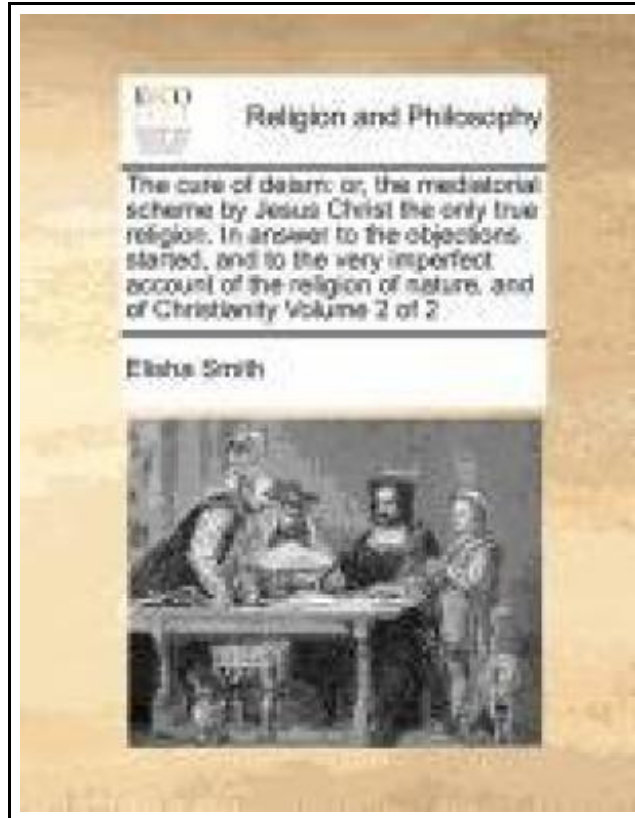 ECCO
Religion and Philosophy
The cure of deism: or, the mediatorial
scheme by Jesus Christ the only true
religion. In answer to the objections
started, and to the very imperfect
account of the religion of nature, and
of Christianity Volume 2 of 2
Elisha Smith